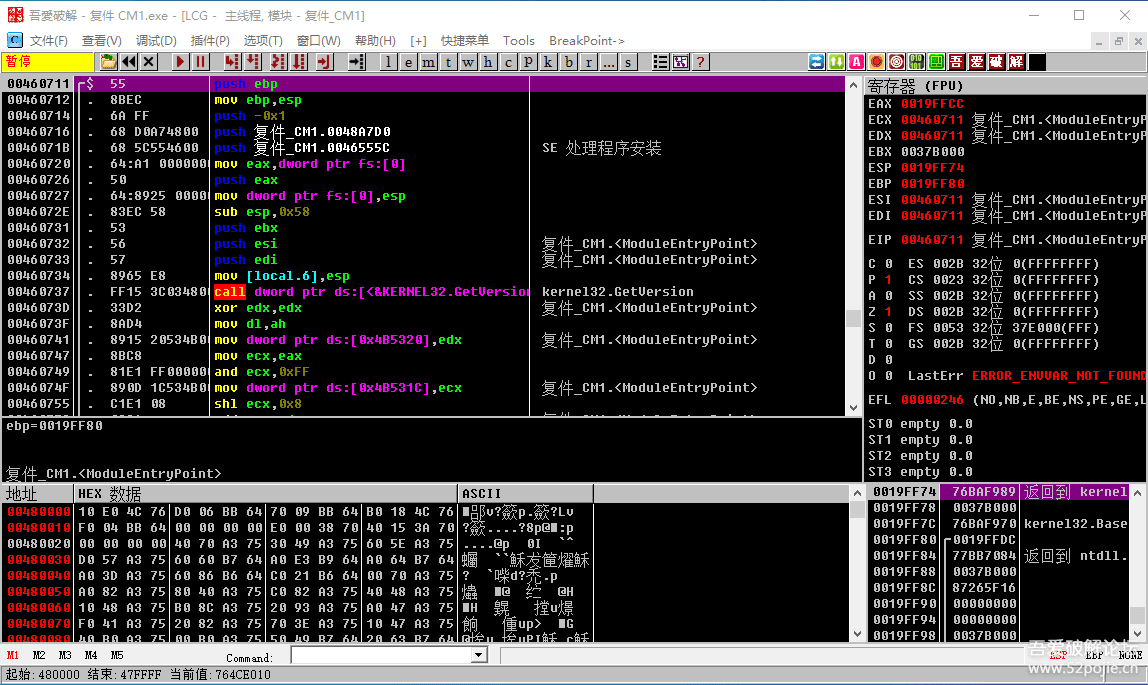 吾爱破解 - 复件 CM1.exe - [LCG - 主线程, 模块 - 复件_CM1]
文件(F) 查看(V) 调试(D) 插件(P) 选项(T) 窗口(W) 帮助(H) [+] 快捷菜单 Tools BreakPoint->
暂停 l e m t w h c P k b r ... s ? 吾 爱 破 解
00460711 $ 55 push ebp
00460712 . 8BEC mov ebp,esp
00460714 . 6A FF push -0x1
00460716 . 68 D0A74800 push 复件_CM1.0048A7D0
0046071B . 68 5C554600 push 复件_CM1.0046555C SE 处理程序安装
00460720 . 64:A1 0000000 mov eax,dword ptr fs:[0]
00460726 . 50 push eax
00460727 . 64:8925 00000 mov dword ptr fs:[0],esp
0046072E . 83EC 58 sub esp,0x58
00460731 . 53 push ebx
00460732 . 56 push esi 复件_CM1.<ModuleEntryPoint>
00460733 . 57 push edi 复件_CM1.<ModuleEntryPoint>
00460734 . 8965 E8 mov [local.6],esp
00460737 . FF15 3C034800 call dword ptr ds:[<&KERNEL32.GetVersion kernel32.GetVersion
0046073D . 33D2 xor edx,edx 复件_CM1.<ModuleEntryPoint>
0046073F . 8AD4 mov dl,ah
00460741 . 8915 20534B00 mov dword ptr ds:[0x4B5320],edx 复件_CM1.<ModuleEntryPoint>
00460747 . 8BC8 mov ecx,eax
00460749 . 81E1 FF000000 and ecx,0xFF
0046074F . 890D 1C534B00 mov dword ptr ds:[0x4B531C],ecx 复件_CM1.<ModuleEntryPoint>
00460755 . C1E1 08 shl ecx,0x8
寄存器 (FPU)
EAX 0019FFCC
ECX 00460711 复件_CM1.<ModuleEntryP
EDX 00460711 复件_CM1.<ModuleEntryP
EBX 0037B000
ESP 0019FF74
EBP 0019FF80
ESI 00460711 复件_CM1.<ModuleEntryP
EDI 00460711 复件_CM1.<ModuleEntryP
EIP 00460711 复件_CM1.<ModuleEntryP
C 0 ES 002B 32位 0(FFFFFFFF)
P 1 CS 0023 32位 0(FFFFFFFF)
A 0 SS 002B 32位 0(FFFFFFFF)
Z 1 DS 002B 32位 0(FFFFFFFF)
S 0 FS 0053 32位 37E000(FFF)
T 0 GS 002B 32位 0(FFFFFFFF)
D 0
O 0 LastErr ERROR_ENVVAR_NOT_FOUND
EFL 00000246 (NO,NB,E,BE,NS,PE,GE,L
ST0 empty 0.0
ST1 empty 0.0
ST2 empty 0.0
ST3 empty 0.0
ebp=0019FF80
复件_CM1.<ModuleEntryPoint>
地址 HEX 数据 ASCII
00480000 10 E0 4C 76 D0 06 BB 64 70 09 BB 64 B0 18 4C 76
00480010 F0 04 BB 64 00 00 00 00 E0 00 38 70 40 15 3A 70
00480020 00 00 00 00 40 70 A3 75 30 49 A3 75 60 5E A3 75
00480030 D0 57 A3 75 60 60 B7 64 A0 E3 B9 64 A0 64 B7 64
00480040 A0 3D A3 75 60 86 B6 64 C0 21 B6 64 00 70 A3 75
00480050 A0 82 A3 75 80 40 A3 75 C0 82 A3 75 40 48 A3 75
00480060 10 48 A3 75 B0 8C A3 75 20 93 A3 75 A0 47 A3 75
00480070 F0 41 A3 75 20 82 A3 75 70 3E A3 75 10 47 A3 75
00480080 40 B0 A3 75 00 B0 A3 75 50 49 B7 64 20 63 B7 64
0019FF74 76BAF989 返回到 kernel
0019FF78 0037B000
0019FF7C 76BAF970 kernel32.Base
0019FF80 0019FFDC
0019FF84 77BB7084 返回到 ntdll.
0019FF88 0037B000
0019FF8C 87265F16
0019FF90 00000000
0019FF94 00000000
0019FF98 0037B000
M1 M2 M3 M4 M5 Command: ESP EBP NONE
起始: 480000 结束: 47FFFF 当前值: 764CE010
吾爱破解论坛
www.52pojie.cn